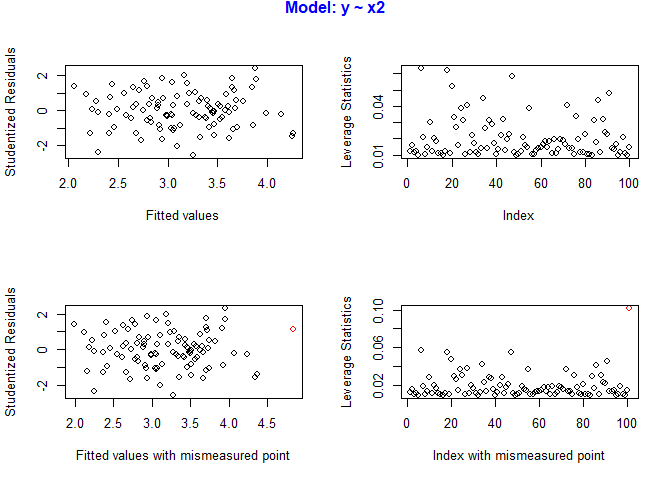 Model: y ~ x2
Studentized Residuals
2
0
-2
2.0 2.5 3.0 3.5 4.0
Fitted values
Leverage Statistics
0.04
0.01
0 20 40 60 80 100
Index
Studentized Residuals
2
0
-2
2.0 2.5 3.0 3.5 4.0 4.5
Fitted values with mismeasured point
Leverage Statistics
0.10
0.06
0.02
0 20 40 60 80 100
Index with mismeasured point